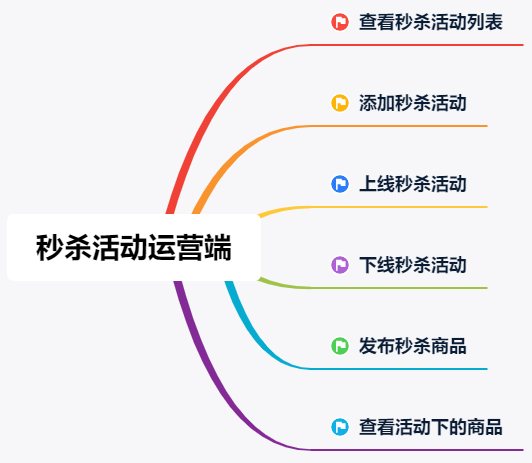 查看秒杀活动列表
添加秒杀活动
上线秒杀活动
秒杀活动运营端
下线秒杀活动
发布秒杀商品
查看活动下的商品